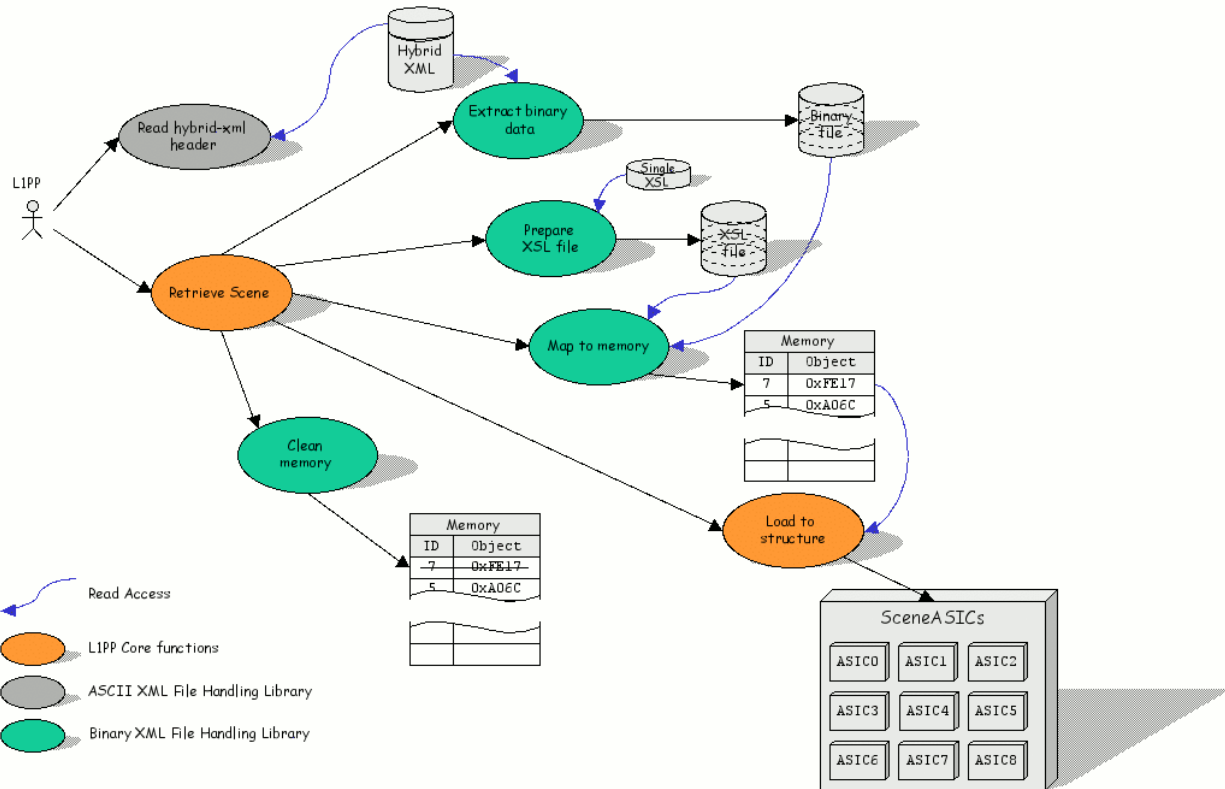 Hybrid
XML
Read hybrid-xml
header
Extract binary
data
Binary
file
Single
XSL
L1PP
Prepare
XSL file
XSL
file
Retrieve Scene
Map to memory
Memory
ID Object
7 0xFE17
5 0xA06C
Clean
memory
Load to
structure
Memory
ID Object
7 0xFE17
5 0xA06C
Read Access
L1PP Core functions
ASCII XML File Handling Library
Binary XML File Handling Library
SceneASICs
ASIC0 ASIC1 ASIC2
ASIC3 ASIC4 ASIC5
ASIC6 ASIC7 ASIC8